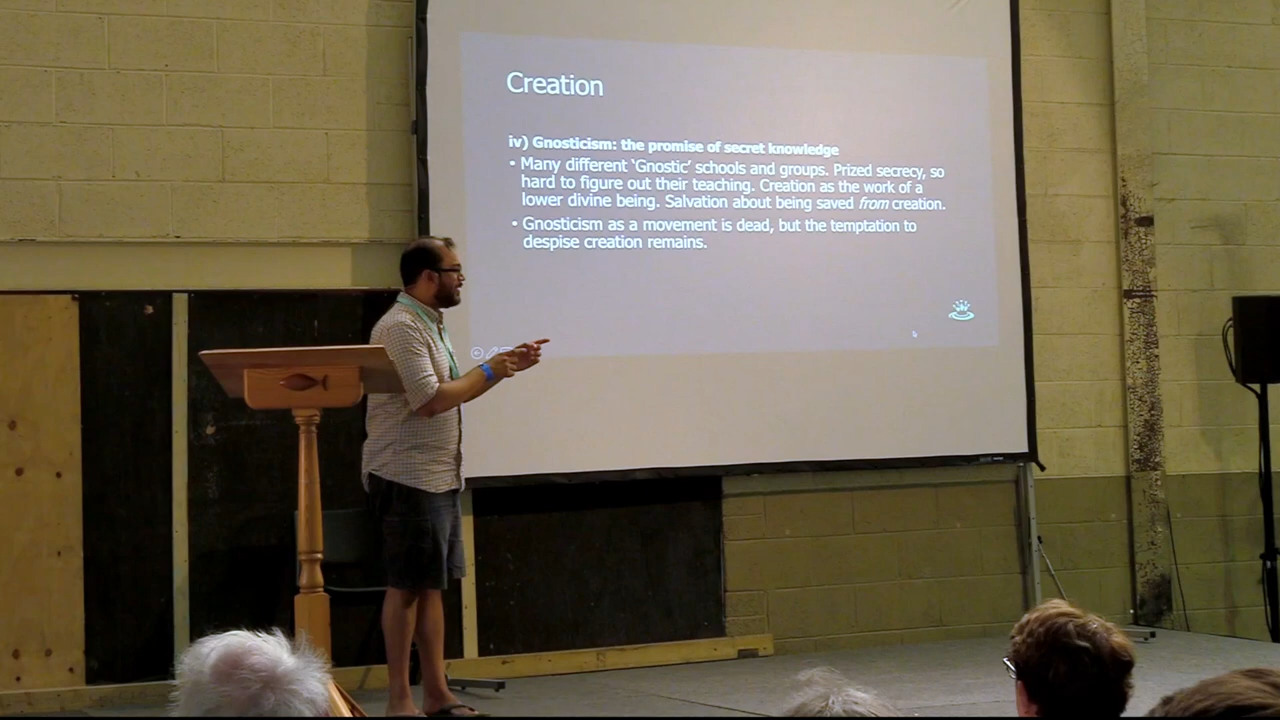 Creation
iv) Gnosticism: the promise of secret knowledge
• Many different ‘Gnostic’ schools and groups. Prized secrecy, so
hard to figure out their teaching. Creation as the work of a
lower divine being. Salvation about being saved from creation.
• Gnosticism as a movement is dead, but the temptation to
despise creation remains.